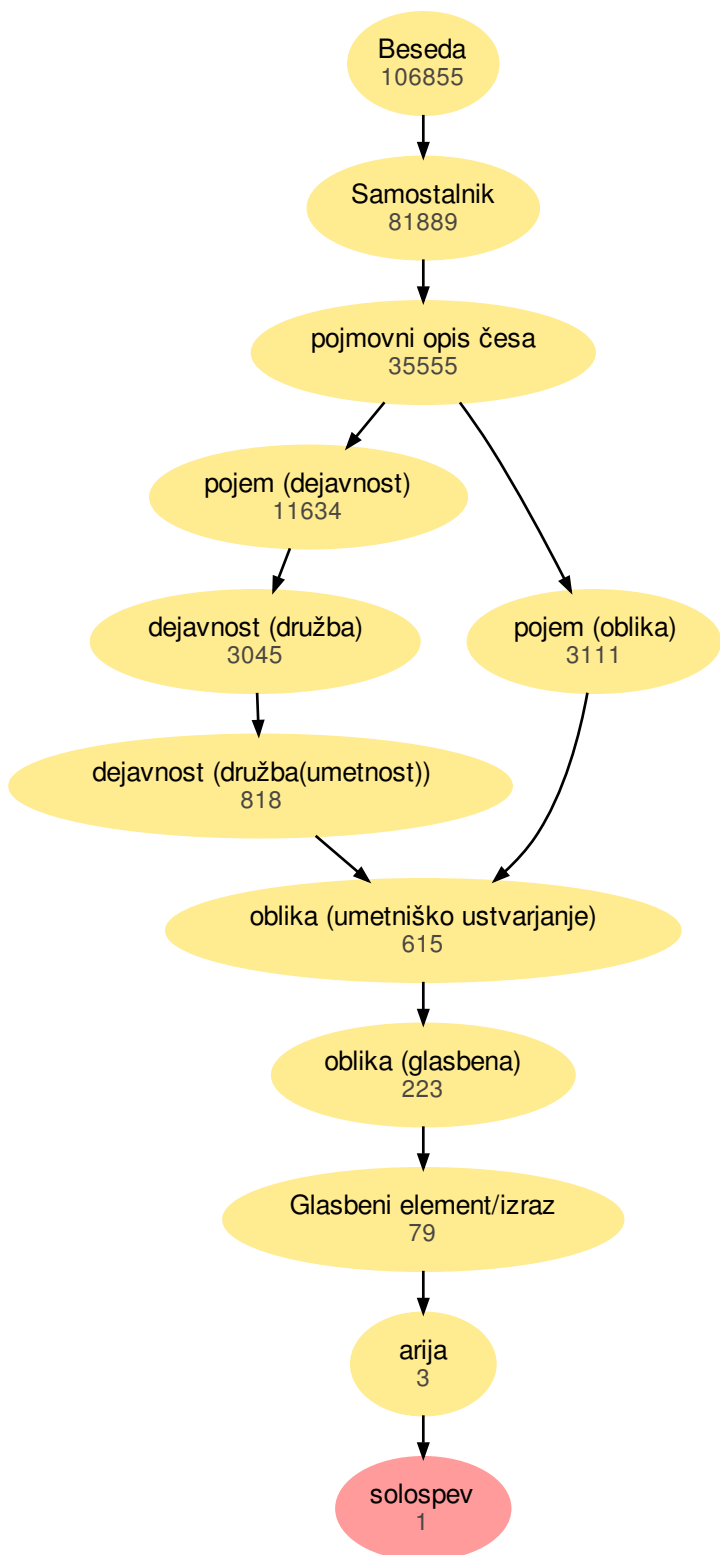 Beseda
106855
Samostalnik
81889
pojmovni opis česa
35555
pojem (dejavnost)
11634
dejavnost (družba)
3045
pojem (oblika)
3111
dejavnost (družba(umetnost))
818
oblika (umetniško ustvarjanje)
615
oblika (glasbena)
223
Glasbeni element/izraz
79
arija
3
solospev
1